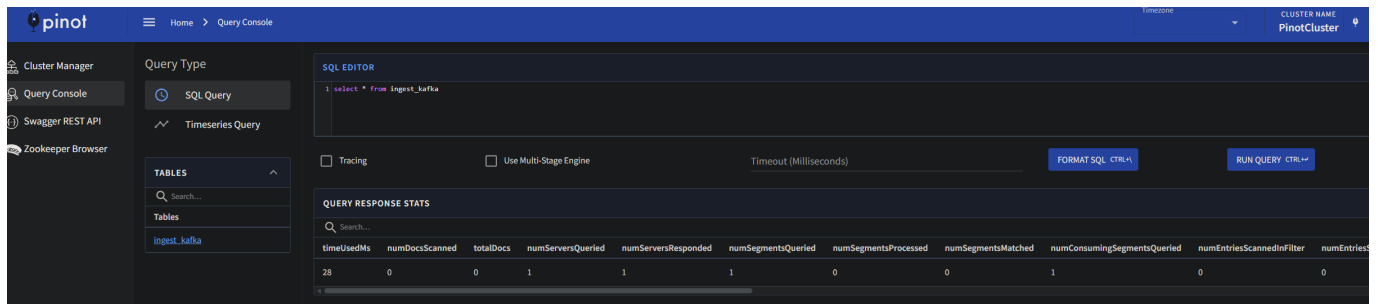 pinot
Home > Query Console
Timezone
CLUSTER NAME
PinotCluster
Cluster Manager
Query Console
Swagger REST API
Zookeeper Browser
Query Type
SQL Query
Timeseries Query
TABLES
Search...
Tables
ingest_kafka
SQL EDITOR
1 select * from ingest_kafka
Tracing
Use Multi-Stage Engine
Timeout (Milliseconds)
FORMAT SQL CTRL+\
RUN QUERY CTRL+↵
QUERY RESPONSE STATS
Search...
timeUsedMs numDocsScanned totalDocs numServersQueried numServersResponded numSegmentsQueried numSegmentsProcessed numSegmentsMatched numConsumingSegmentsQueried numEntriesScannedInFilter numEntriesS
28 0 0 1 1 1 0 0 1 0 0